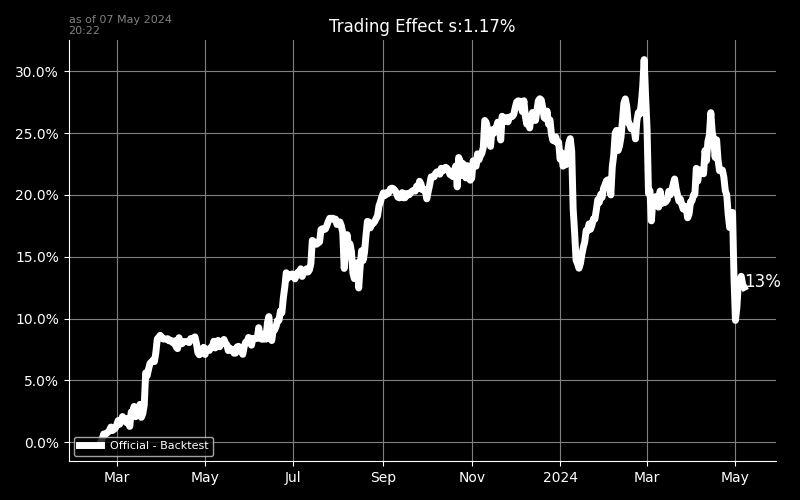 as of 07 May 2024
20:22
Trading Effect s:1.17%
30.0%
25.0%
20.0%
15.0%
10.0%
5.0%
0.0%
13%
Official - Backtest
Mar May Jul Sep Nov 2024 Mar May